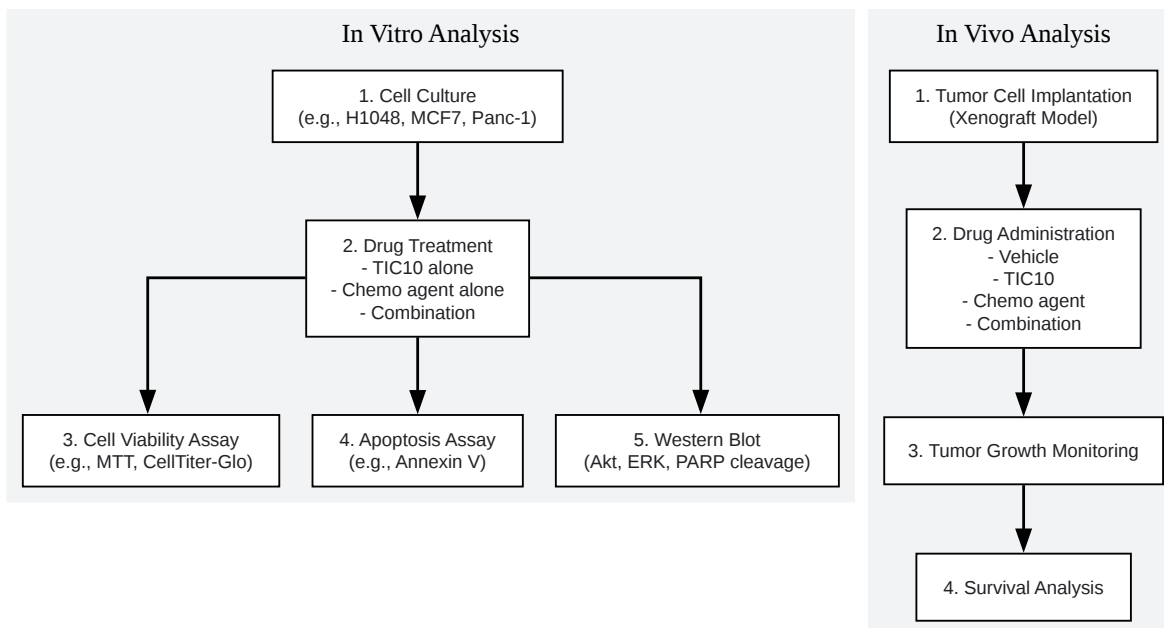 In Vitro Analysis
1. Cell Culture
(e.g., H1048, MCF7, Panc-1)
2. Drug Treatment
- TIC10 alone
- Chemo agent alone
- Combination
3. Cell Viability Assay
(e.g., MTT, CellTiter-Glo)
4. Apoptosis Assay
(e.g., Annexin V)
5. Western Blot
(Akt, ERK, PARP cleavage)
In Vivo Analysis
1. Tumor Cell Implantation
(Xenograft Model)
2. Drug Administration
- Vehicle
- TIC10
- Chemo agent
- Combination
3. Tumor Growth Monitoring
4. Survival Analysis